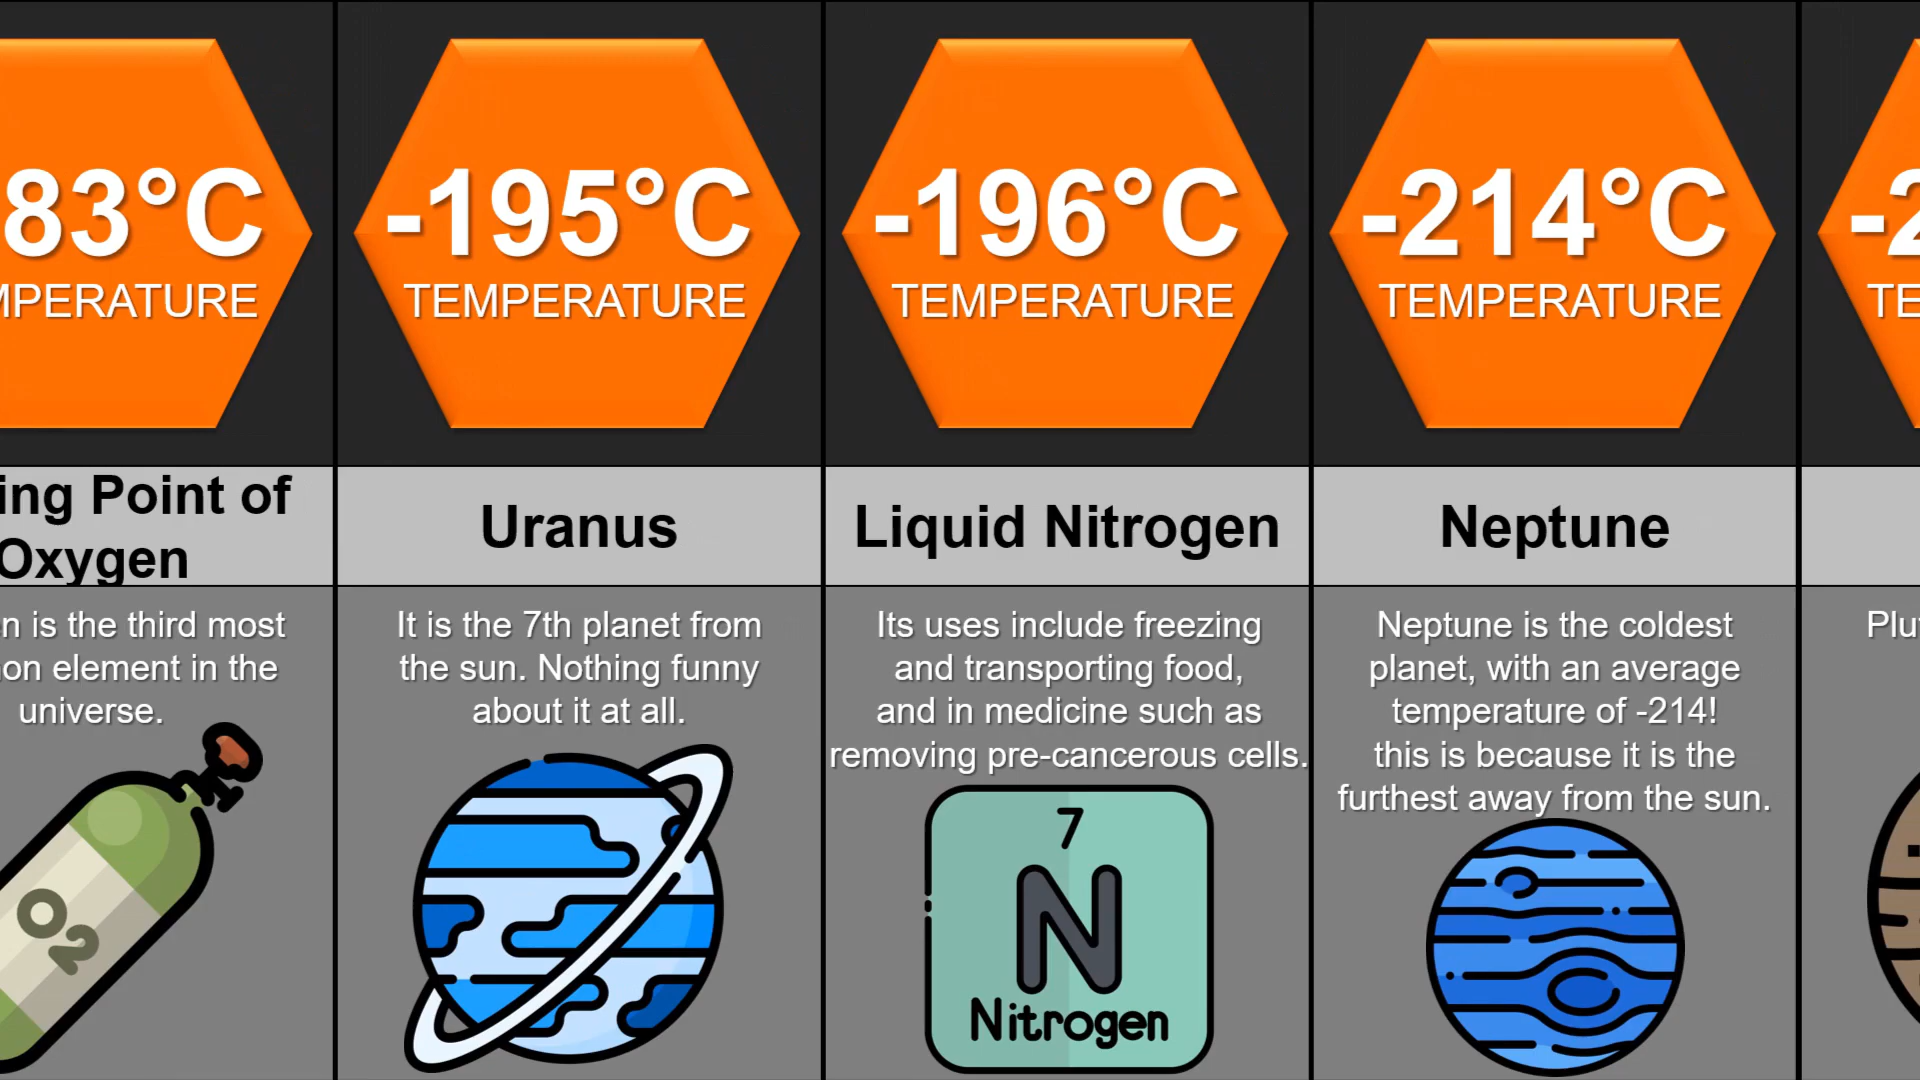 83°C
MPERATURE
ing Point of
Oxygen
n is the third most
on element in the
universe.
O2
-195°C
TEMPERATURE
Uranus
It is the 7th planet from
the sun. Nothing funny
about it at all.
-196°C
TEMPERATURE
Liquid Nitrogen
Its uses include freezing
and transporting food,
and in medicine such as
removing pre-cancerous cells.
7
N
Nitrogen
-214°C
TEMPERATURE
Neptune
Neptune is the coldest
planet, with an average
temperature of -214!
this is because it is the
furthest away from the sun.
-2
TE
Plu